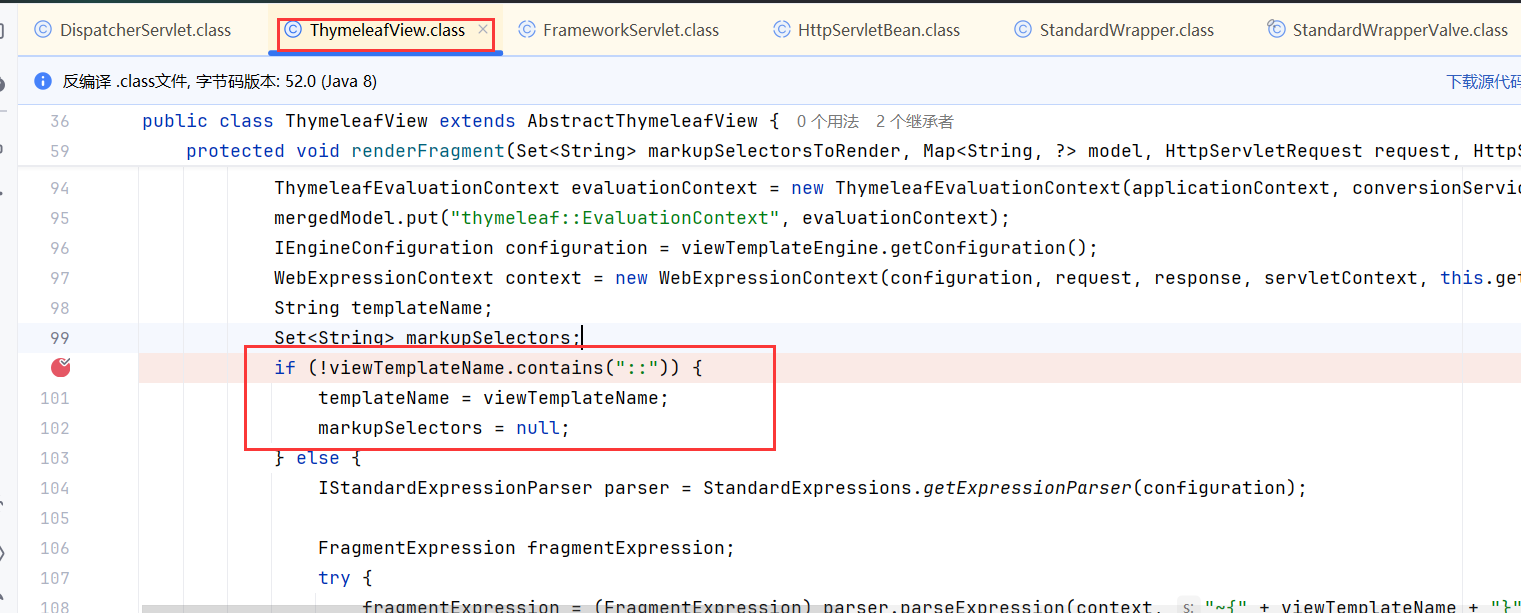 DispatcherServlet.class ThymeleafView.class FrameworkServlet.class HttpServletBean.class StandardWrapper.class StandardWrapperValve.class
反编译 .class文件, 字节码版本: 52.0 (Java 8) 下载源代码
36 public class ThymeleafView extends AbstractThymeleafView { 0 个用法 2 个继承者
59 protected void renderFragment(Set<String> markupSelectorsToRender, Map<String, ?> model, HttpServletRequest request, HttpS
94 ThymeleafEvaluationContext evaluationContext = new ThymeleafEvaluationContext(applicationContext, conversionServic
95 mergedModel.put("thymeleaf::EvaluationContext", evaluationContext);
96 IEngineConfiguration configuration = viewTemplateEngine.getConfiguration();
97 WebExpressionContext context = new WebExpressionContext(configuration, request, response, servletContext, this.get
98 String templateName;
99 Set<String> markupSelectors;
if (!viewTemplateName.contains("::")) {
101 templateName = viewTemplateName;
102 markupSelectors = null;
103 } else {
104 IStandardExpressionParser parser = StandardExpressions.getExpressionParser(configuration);
105
106 FragmentExpression fragmentExpression;
107 try {
108 fragmentExpression = (FragmentExpression) parser.parseExpression(context, s: "~{" + viewTemplateName + "}"